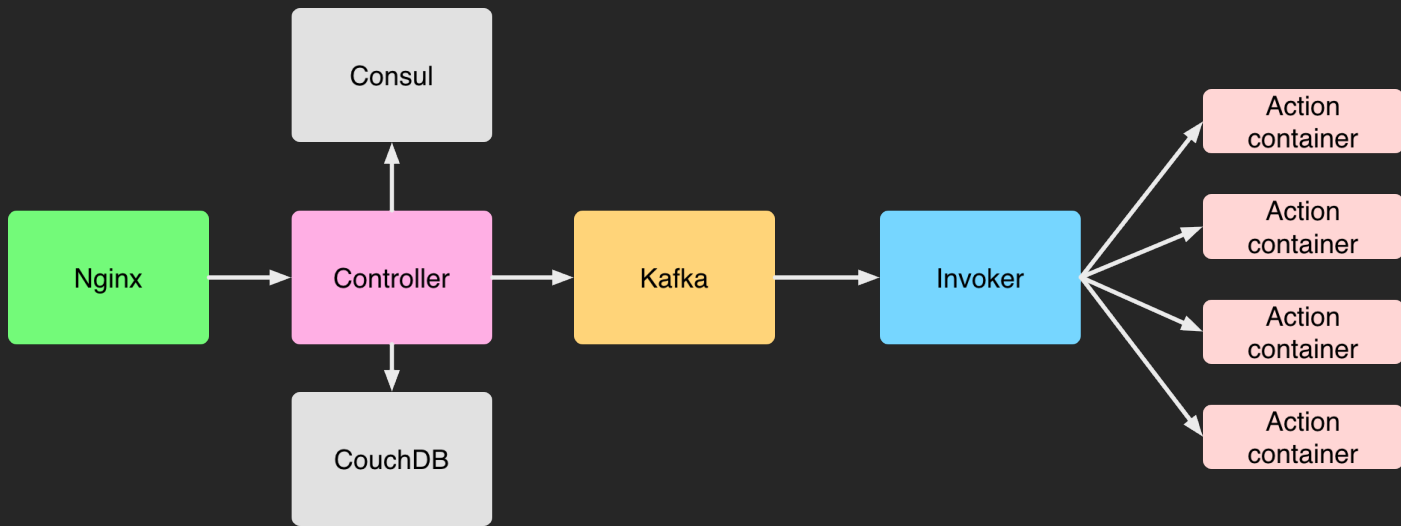 Consul
Nginx
Controller
Kafka
Invoker
CouchDB
Action
container
Action
container
Action
container
Action
container